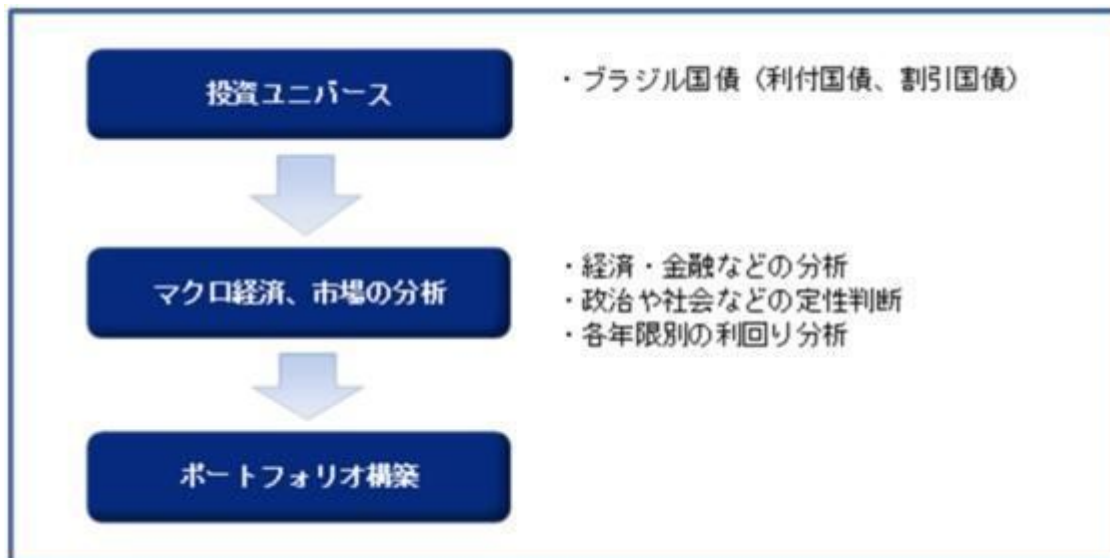 投資ユニバース
・ブラジル国債（利付国債、割引国債）
マクロ経済、市場の分析
・経済・金融などの分析
・政治や社会などの定性判断
・各年限別の利回り分析
ポートフォリオ構築